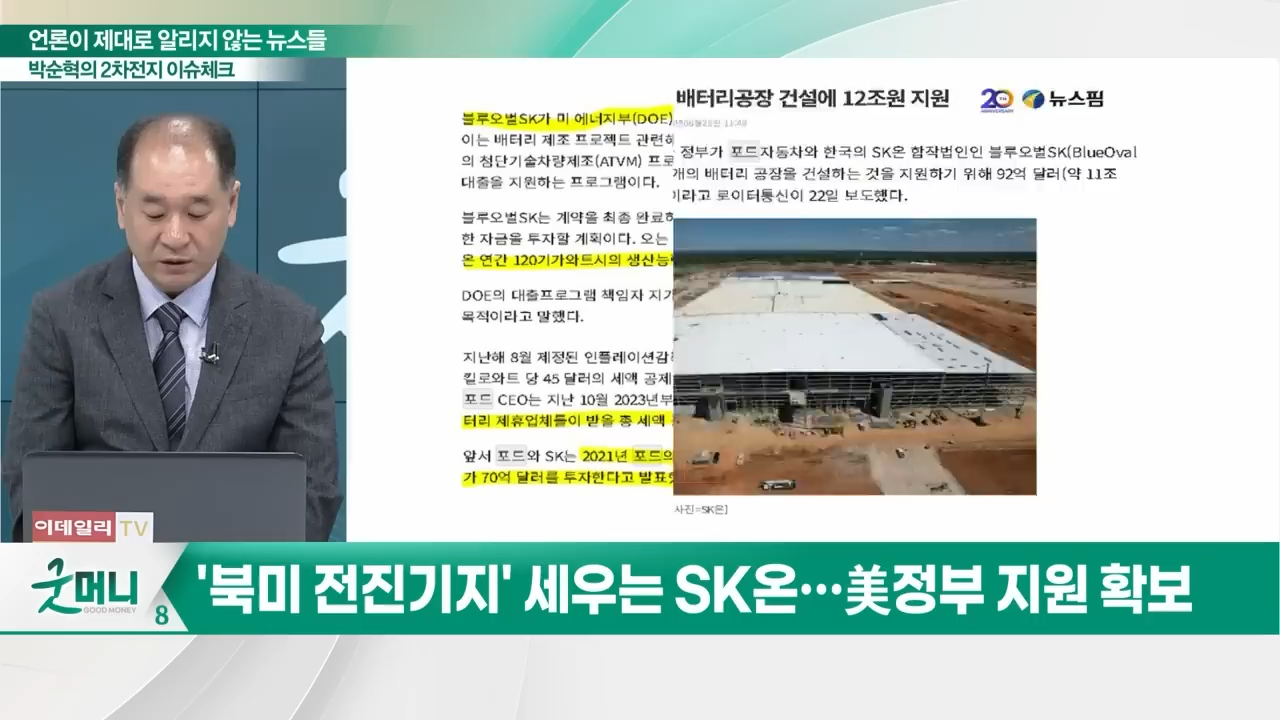 언론이 제대로 알리지 않는 뉴스들
박순혁의 2차전지 이슈체크
블루오벌SK가 미 에너지부(DOE)
이는 배터리 제조 프로젝트 관련해
의 첨단기술차량제조(ATVM) 프로
대출을 지원하는 프로그램이다.
블루오벌SK는 계약을 최종 완료하
한 자금을 투자할 계획이다. 오는
온 연간 120기가와트시의 생산능력
DOE의 대출프로그램 책임자 지가
목적이라고 말했다.
지난해 8월 제정된 인플레이션감축
킬로와트 당 45 달러의 세액 공제
포드 CEO는 지난 10월 2023년부
터리 제휴업체들이 받을 총 세액
앞서 포드와 SK는 2021년 포드의
가 70억 달러를 투자한다고 발표했
배터리공장 건설에 12조원 지원
20TH
ANNIVERSARY
뉴스핌
정부가 포드자동차와 한국의 SK온 합작법인인 블루오벌SK(BlueOval
개의 배터리 공장을 건설하는 것을 지원하기 위해 92억 달러(약 11조
이라고 로이터통신이 22일 보도했다.
사진=SK온]
이데일리TV
굿머니
GOOD MONEY
8
'북미 전진기지' 세우는 SK온…美정부 지원 확보